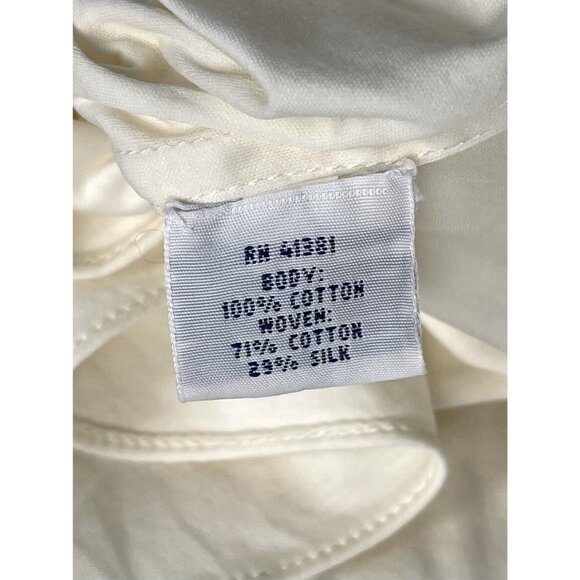 RN 41381
BODY:
100% COTTON
WOVEN:
71% COTTON
29% SILK